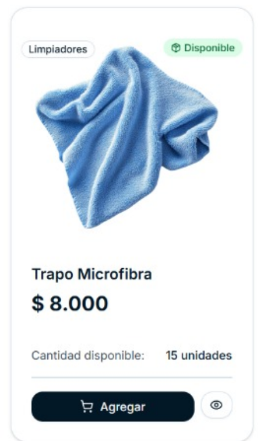 Limpiadores
Disponible
Trapo Microfibra
$ 8.000
Cantidad disponible: 15 unidades
Agregar